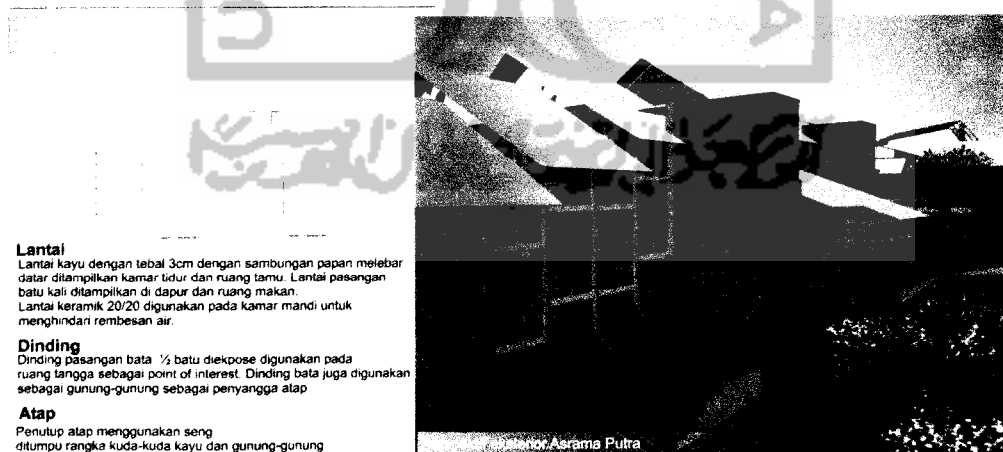 Lantai
Lantai kayu dengan tebal 3cm dengan sambungan papan melebar
datar ditampilkan kamar tidur dan ruang tamu. Lantai pasangan
batu kali ditampilkan di dapur dan ruang makan.
Lantai keramik 20/20 digunakan pada kamar mandi untuk
menghindari rembesan air.
Dinding
Dinding pasangan bata ½ batu diekpose digunakan pada
ruang tangga sebagai point of interest. Dinding bata juga digunakan
sebagai gunung-gunung sebagai penyangga atap
Atap
Penutup atap menggunakan seng
ditumpu rangka kuda-kuda kayu dan gunung-gunung
Asrama Putra